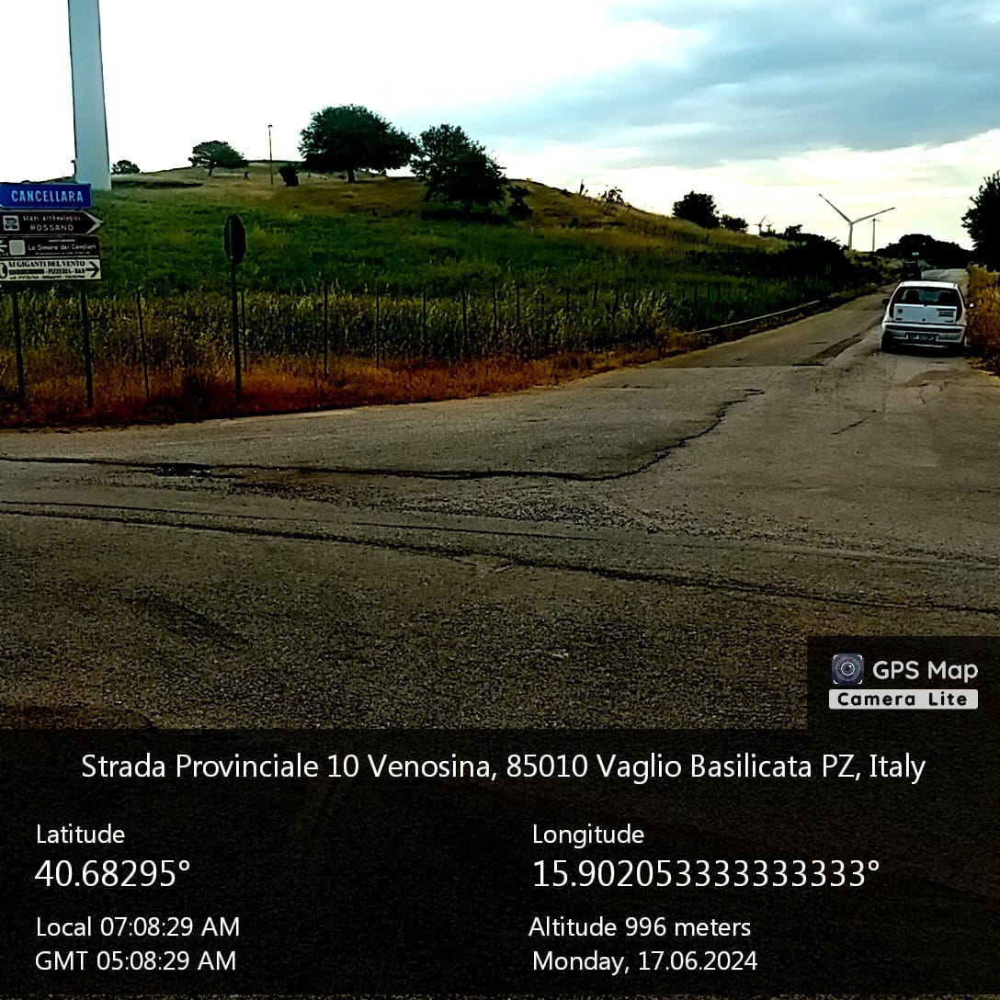 CANCELLARA
scavi archeologici
ROSSANO
La Dimora dei Cavalieri
AI GIGANTI DEL VENTO
PIZZERIA - B&B
GPS Map
Camera Lite
Strada Provinciale 10 Venosina, 85010 Vaglio Basilicata PZ, Italy
Latitude
40.68295°
Longitude
15.902053333333333°
Local 07:08:29 AM
GMT 05:08:29 AM
Altitude 996 meters
Monday, 17.06.2024